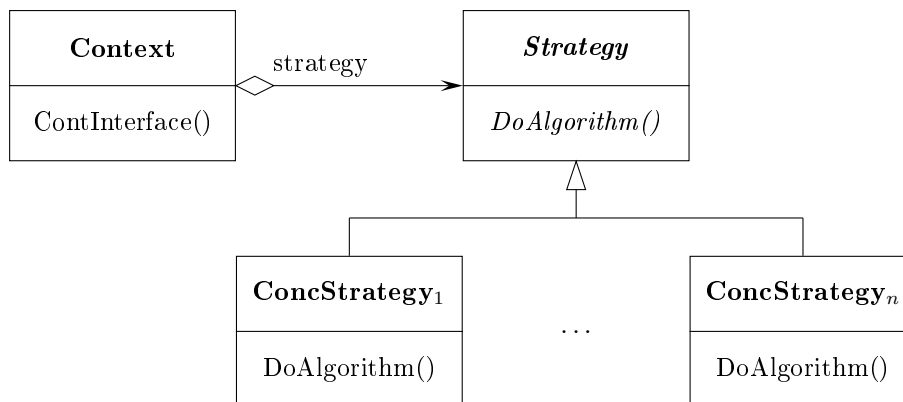 Context
strategy
Strategy
ContInterface()
DoAlgorithm()
ConcStrategy₁
...
ConcStrategyₙ
DoAlgorithm()
DoAlgorithm()